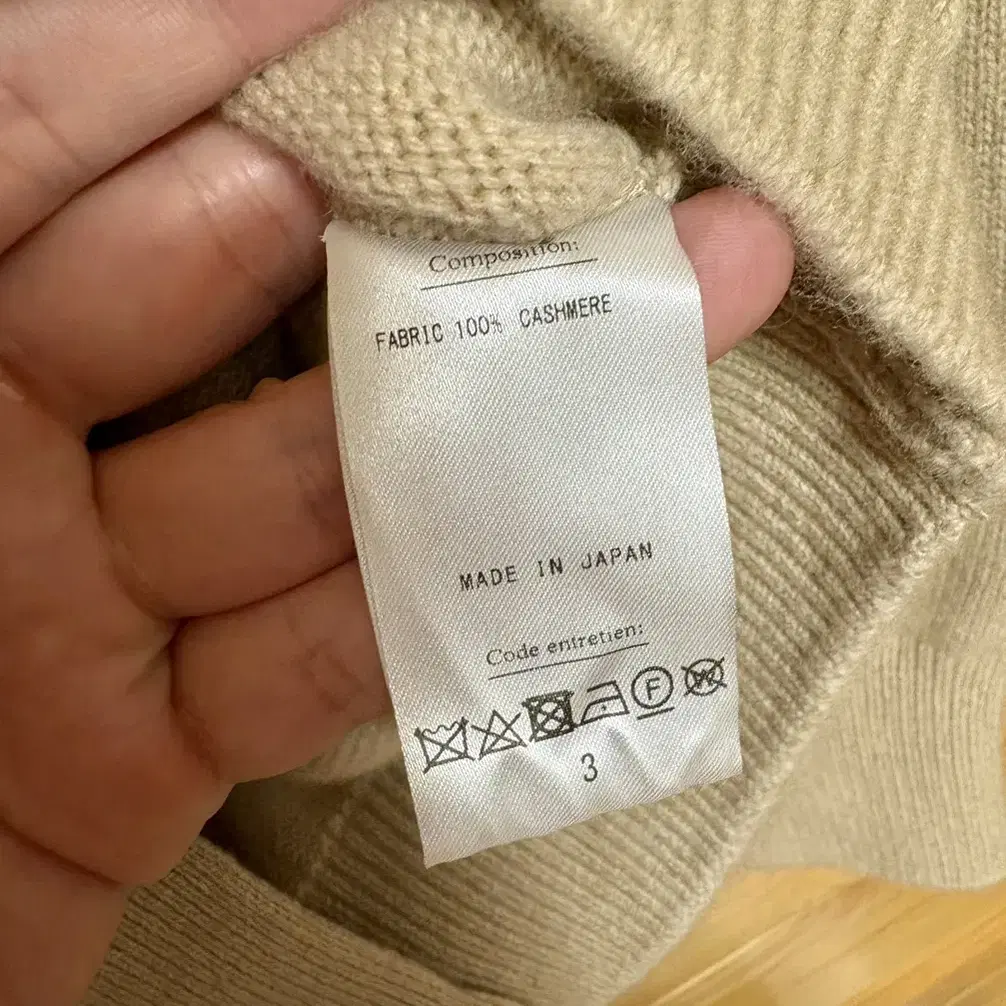 Composition:
FABRIC 100% CASHMERE
MADE IN JAPAN
Code entretien:
F W
3